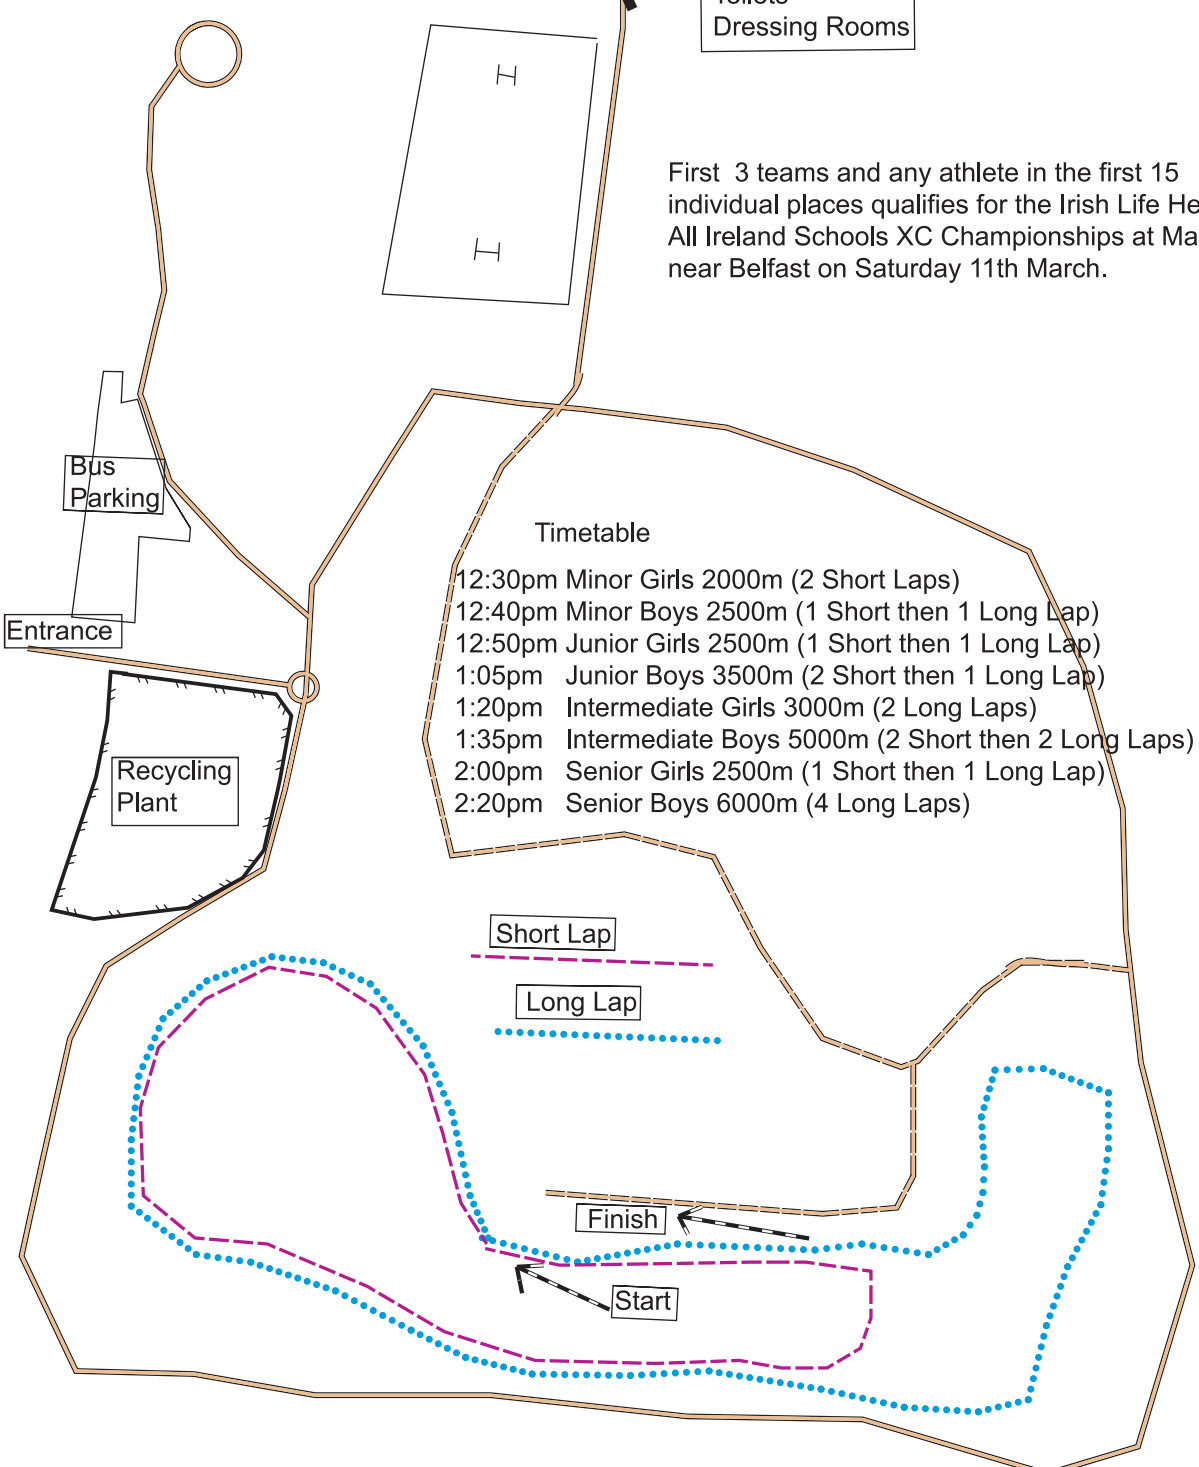 Toilets
Dressing Rooms
First 3 teams and any athlete in the first 15
individual places qualifies for the Irish Life
All Ireland Schools XC Championships at
near Belfast on Saturday 11th March.
Bus
Parking
Timetable
12:30pm Minor Girls 2000m (2 Short Laps)
12:40pm Minor Boys 2500m (1 Short then 1 Long Lap)
12:50pm Junior Girls 2500m (1 Short then 1 Long Lap)
1:05pm Junior Boys 3500m (2 Short then 1 Long Lap)
1:20pm Intermediate Girls 3000m (2 Long Laps)
1:35pm Intermediate Boys 5000m (2 Short then 2 Long Laps)
2:00pm Senior Girls 2500m (1 Short then 1 Long Lap)
2:20pm Senior Boys 6000m (4 Long Laps)
Entrance
Recycling
Plant
Short Lap
Long Lap
Finish
Start